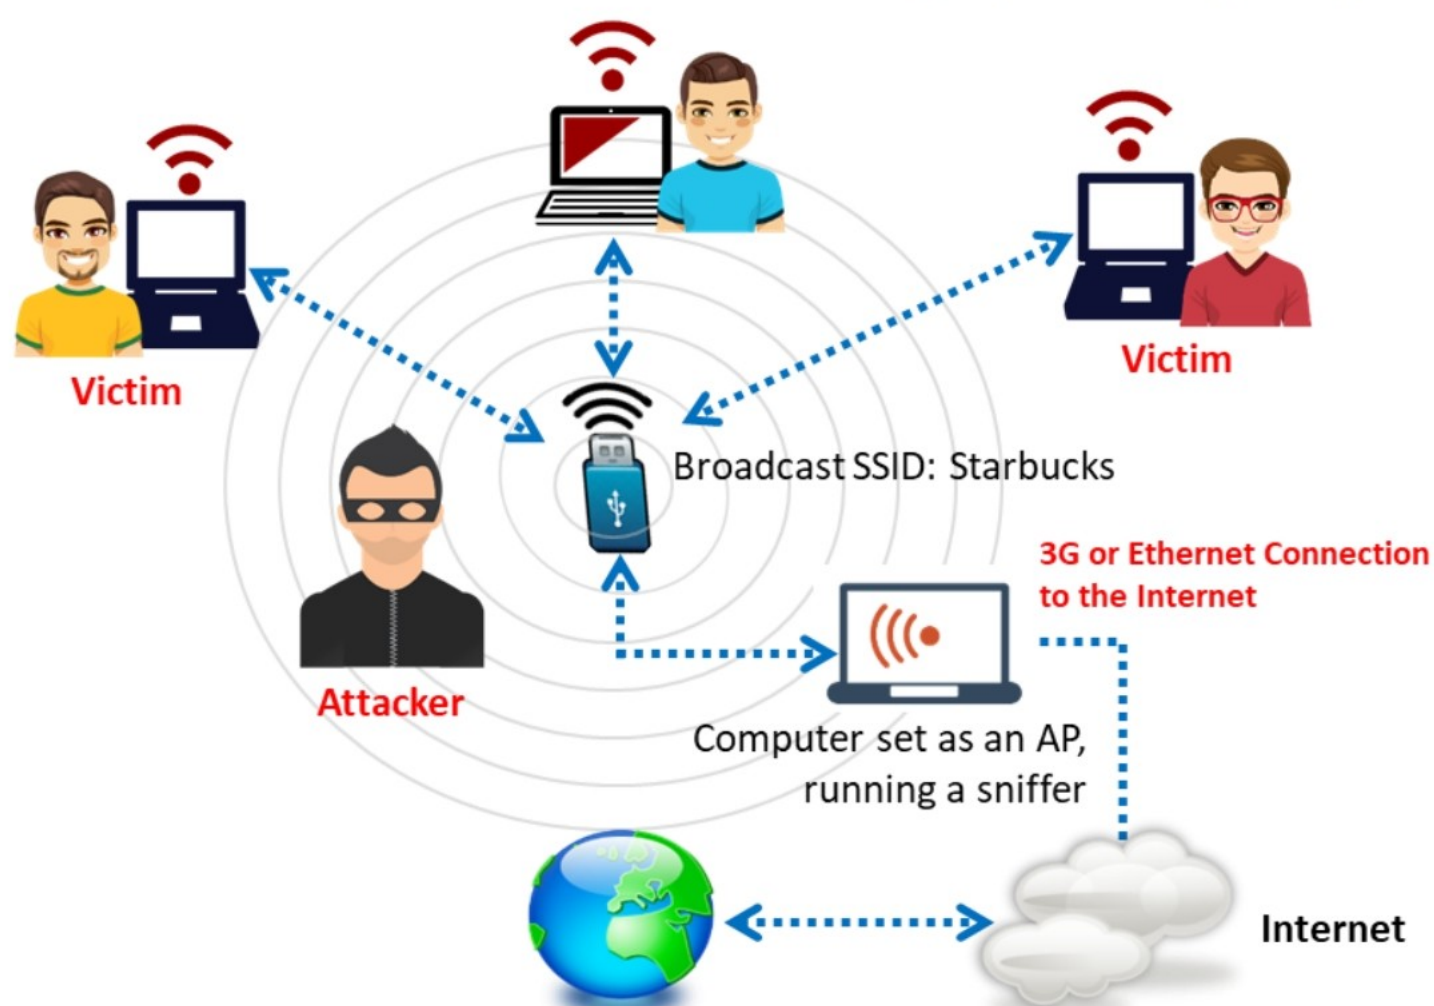 Victim
Victim
Broadcast SSID: Starbucks
3G or Ethernet Connection
to the Internet
Attacker
Computer set as an AP,
running a sniffer
Internet